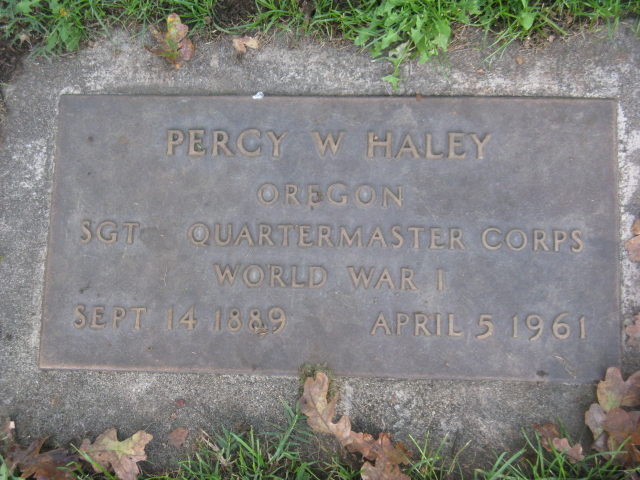 PERCY W HALEY
OREGON
SGT QUARTERMASTER CORPS
WORLD WAR I
SEPT 14 1889 APRIL 5 1961